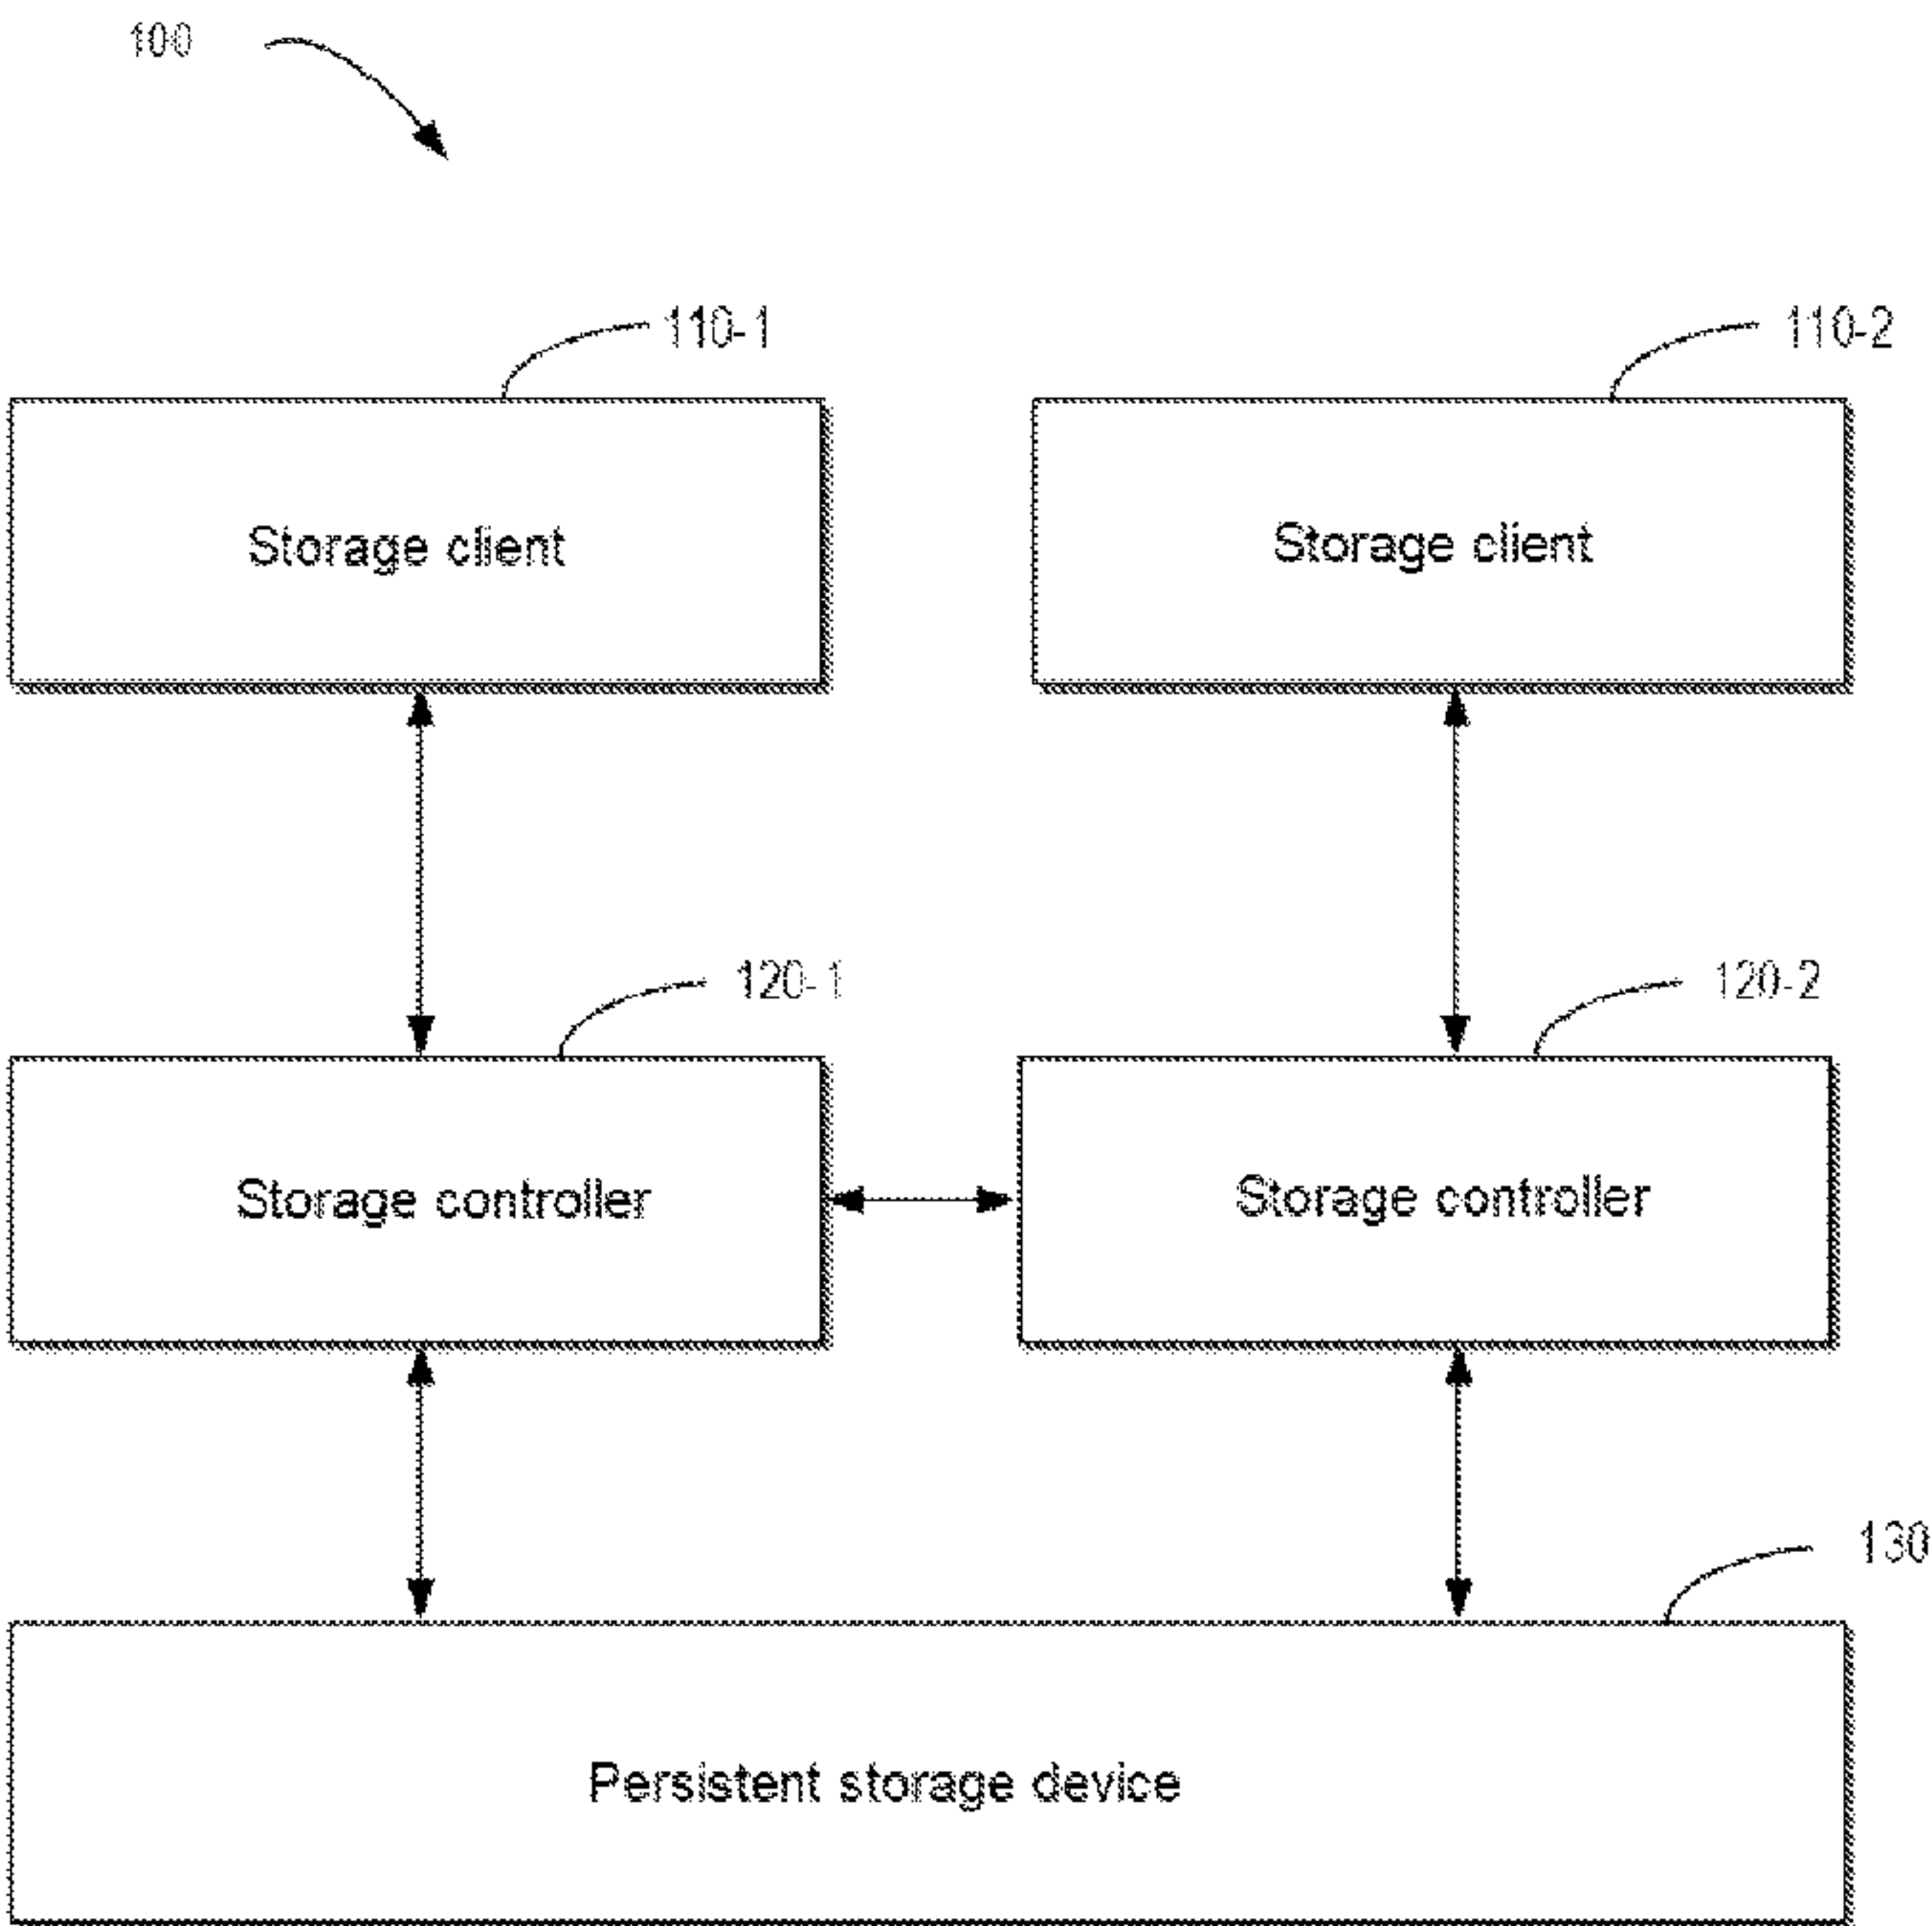 100
110-1
110-2
Storage client
Storage client
120-1
120-2
Storage controller
Storage controller
130
Persistent storage device